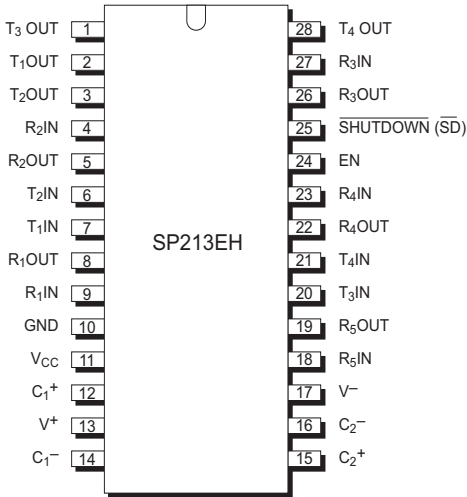 T₃ OUT 1 28 T₄ OUT
T₁OUT 2 27 R₃IN
T₂OUT 3 26 R₃OUT
R₂IN 4 25 SHUTDOWN (SD)
R₂OUT 5 24 EN
T₂IN 6 23 R₄IN
T₁IN 7 22 R₄OUT
SP213EH
R₁OUT 8 21 T₄IN
R₁IN 9 20 T₃IN
GND 10 19 R₅OUT
VCC 11 18 R₅IN
C₁+ 12 17 V–
V+ 13 16 C₂–
C₁– 14 15 C₂+